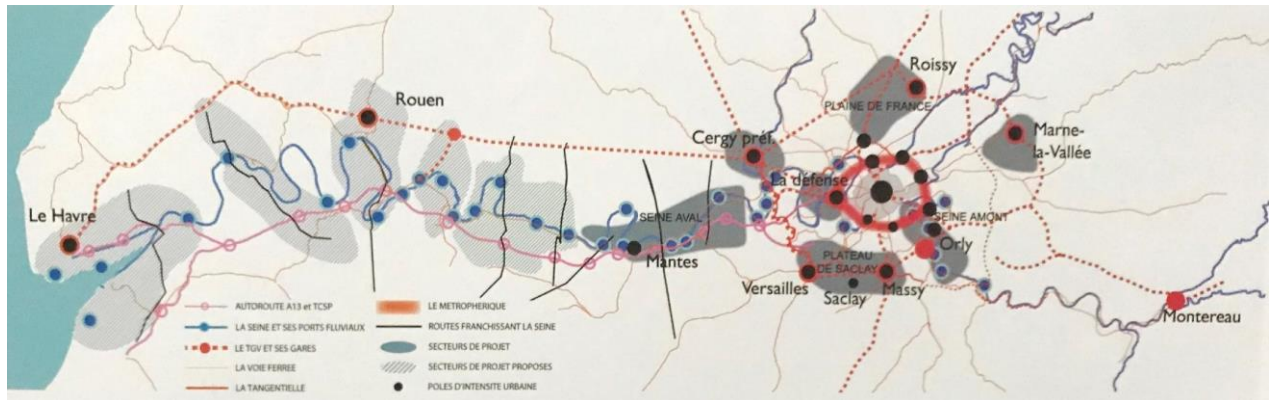 Roissy
PLAINE DE FRANCE
Rouen
Cergy préf.
Marne-
la-Vallée
La défense
Le Havre
SEINE AVAL
SEINE AMONT
Orly
Mantes
PLATEAU
DE SACLAY
Versailles
Saclay
Massy
Montereau
AUTOROUTE A13 et TCSP
LA SEINE ET SES PORTS FLUVIAUX
LE TGV ET SES GARES
LA VOIE FERREE
LA TANGENTIELLE
LE METROPHERIQUE
ROUTES FRANCHISSANT LA SEINE
SECTEURS DE PROJET
SECTEURS DE PROJET PROPOSES
POLES D'INTENSITE URBAINE